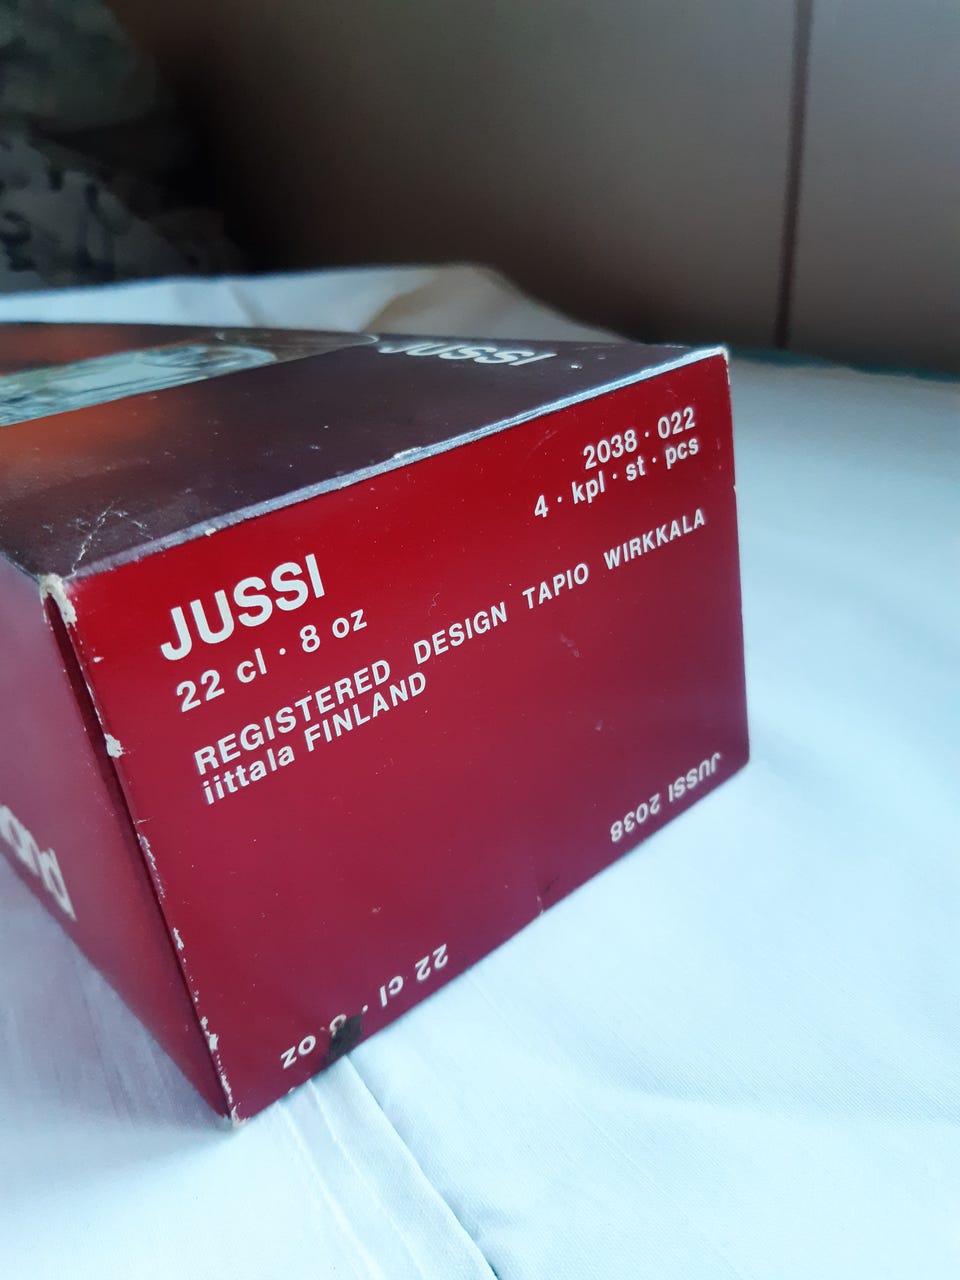 JUSSI
2038 · 022
4 · kpl · st · pcs
JUSSI
22 cl · 8 oz
REGISTERED DESIGN TAPIO WIRKKALA
iittala FINLAND
JUSSI 2038
22 cl · 8 oz